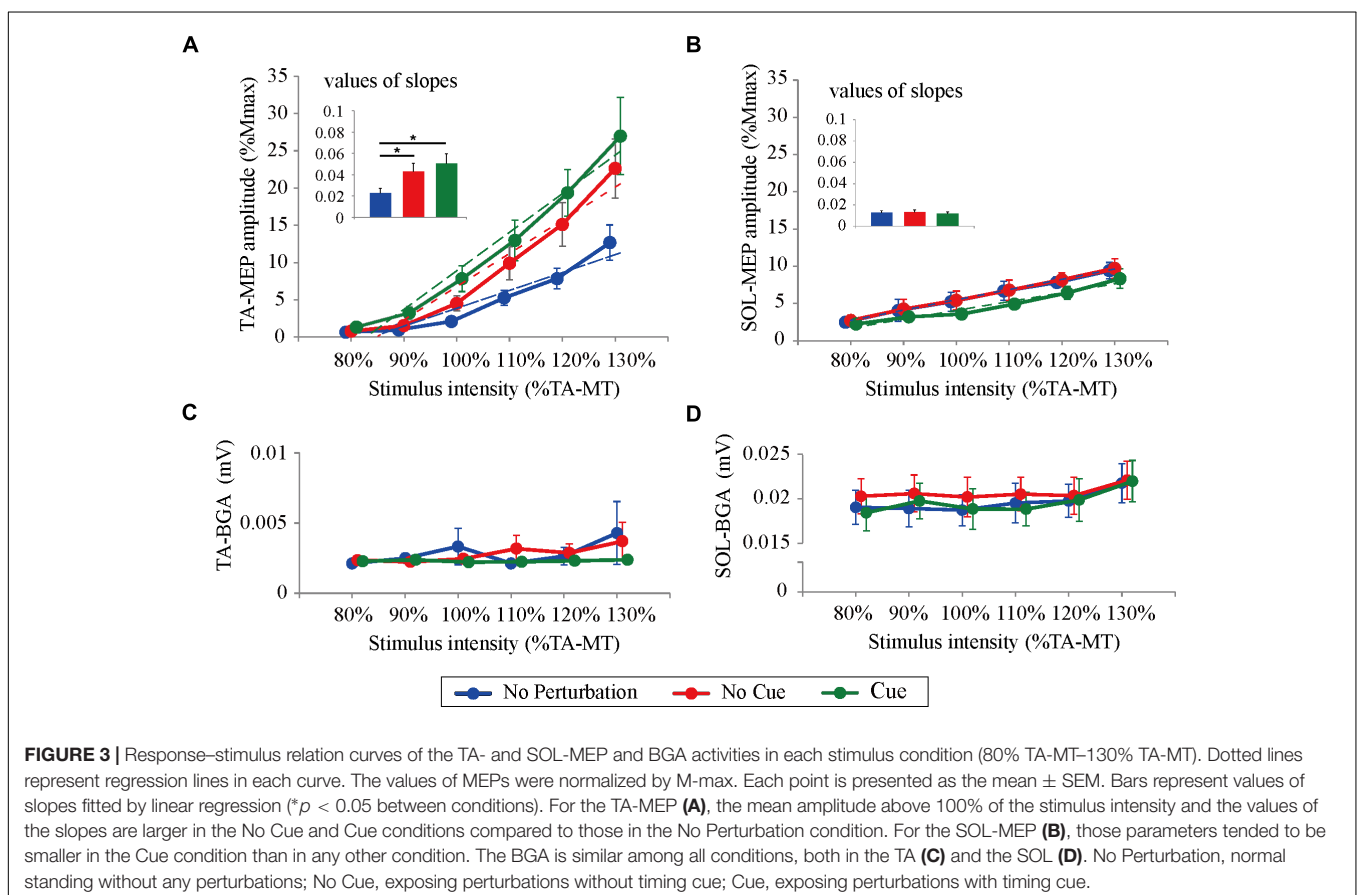 A
values of slopes
0.1
0.08
0.06
0.04
0.02
0
*
*
TA-MEP amplitude (%Mmax)
35
30
25
20
15
10
5
0
80% 90% 100% 110% 120% 130%
Stimulus intensity (%TA-MT)
B
values of slopes
0.1
0.08
0.06
0.04
0.02
0
SOL-MEP amplitude (%Mmax)
35
30
25
20
15
10
5
0
80% 90% 100% 110% 120% 130%
Stimulus intensity (%TA-MT)
C
TA-BGA (mV)
0.01
0.005
0
80% 90% 100% 110% 120% 130%
Stimulus intensity (%TA-MT)
D
SOL-BGA (mV)
0.025
0.02
0.015
0
80% 90% 100% 110% 120% 130%
Stimulus intensity (%TA-MT)
No Perturbation No Cue Cue
FIGURE 3 | Response–stimulus relation curves of the TA- and SOL-MEP and BGA activities in each stimulus condition (80% TA-MT–130% TA-MT). Dotted lines
represent regression lines in each curve. The values of MEPs were normalized by M-max. Each point is presented as the mean ± SEM. Bars represent values of
slopes fitted by linear regression (*p < 0.05 between conditions). For the TA-MEP (A), the mean amplitude above 100% of the stimulus intensity and the values of
the slopes are larger in the No Cue and Cue conditions compared to those in the No Perturbation condition. For the SOL-MEP (B), those parameters tended to be
smaller in the Cue condition than in any other condition. The BGA is similar among all conditions, both in the TA (C) and the SOL (D). No Perturbation, normal
standing without any perturbations; No Cue, exposing perturbations without timing cue; Cue, exposing perturbations with timing cue.